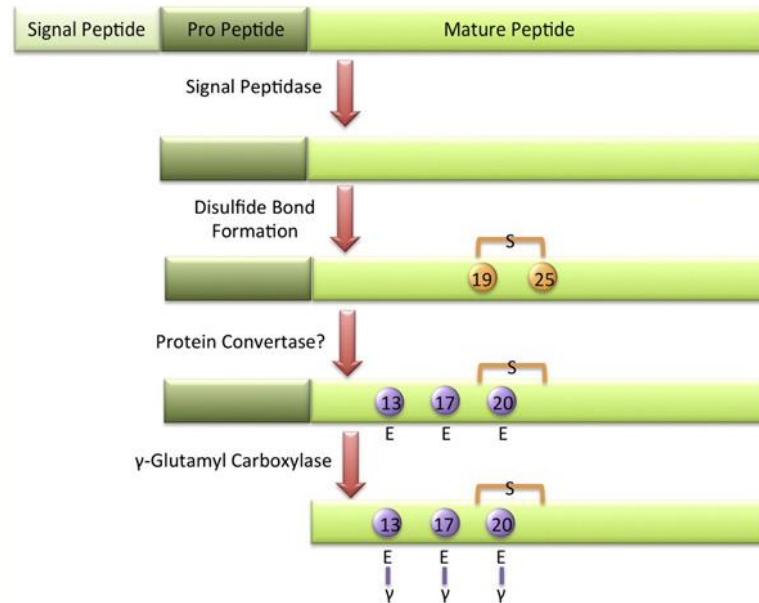 Signal Peptide Pro Peptide Mature Peptide
Signal Peptidase
Disulfide Bond
Formation
S
19 25
Protein Convertase?
S
13 17 20
E E E
γ-Glutamyl Carboxylase
S
13 17 20
E E E
γ γ γ